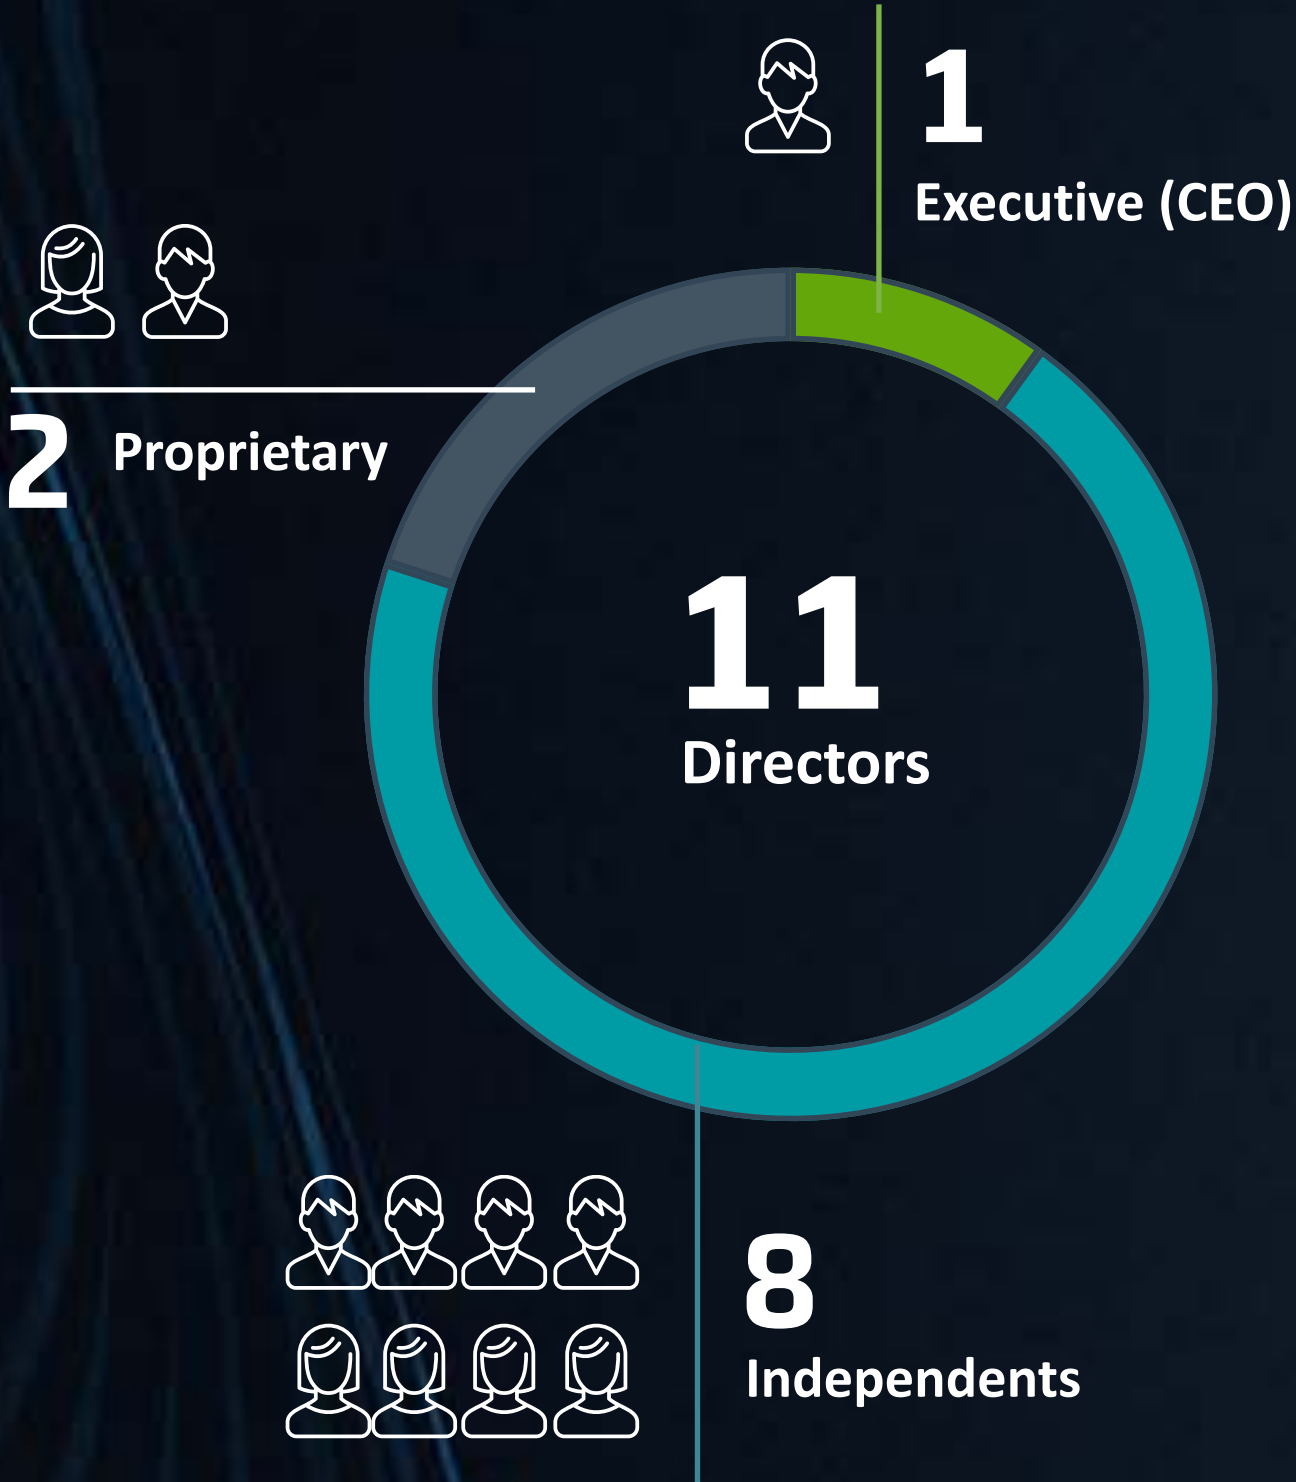 1
Executive (CEO)
2 Proprietary
11
Directors
8
Independents